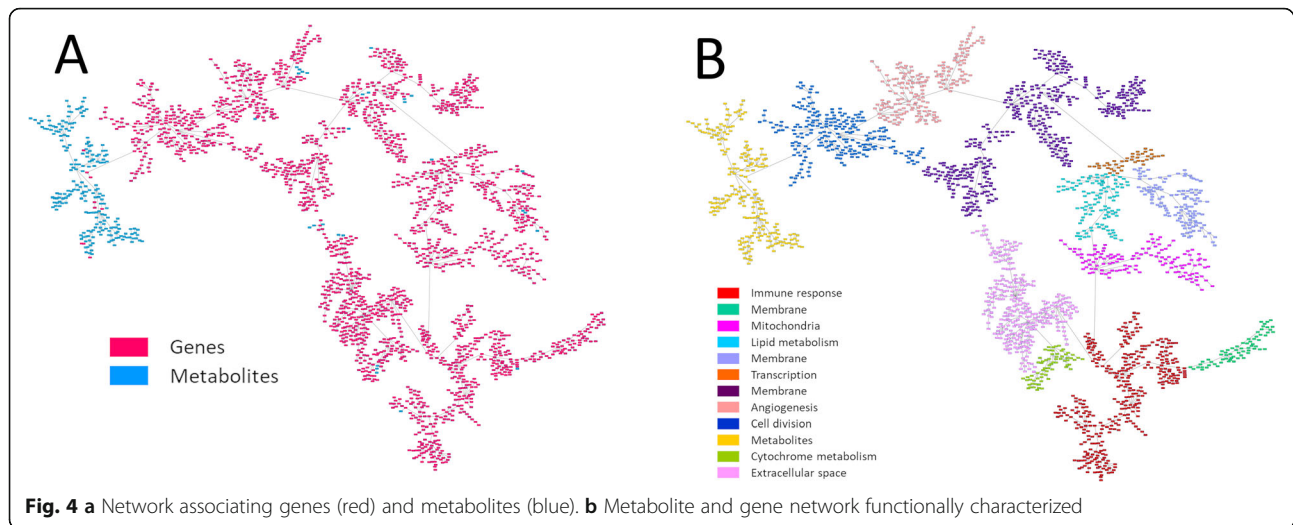 A
B
Genes
Metabolites
Immune response
Membrane
Mitochondria
Lipid metabolism
Membrane
Transcription
Membrane
Angiogenesis
Cell division
Metabolites
Cytochrome metabolism
Extracellular space
Fig. 4 a Network associating genes (red) and metabolites (blue). b Metabolite and gene network functionally characterized